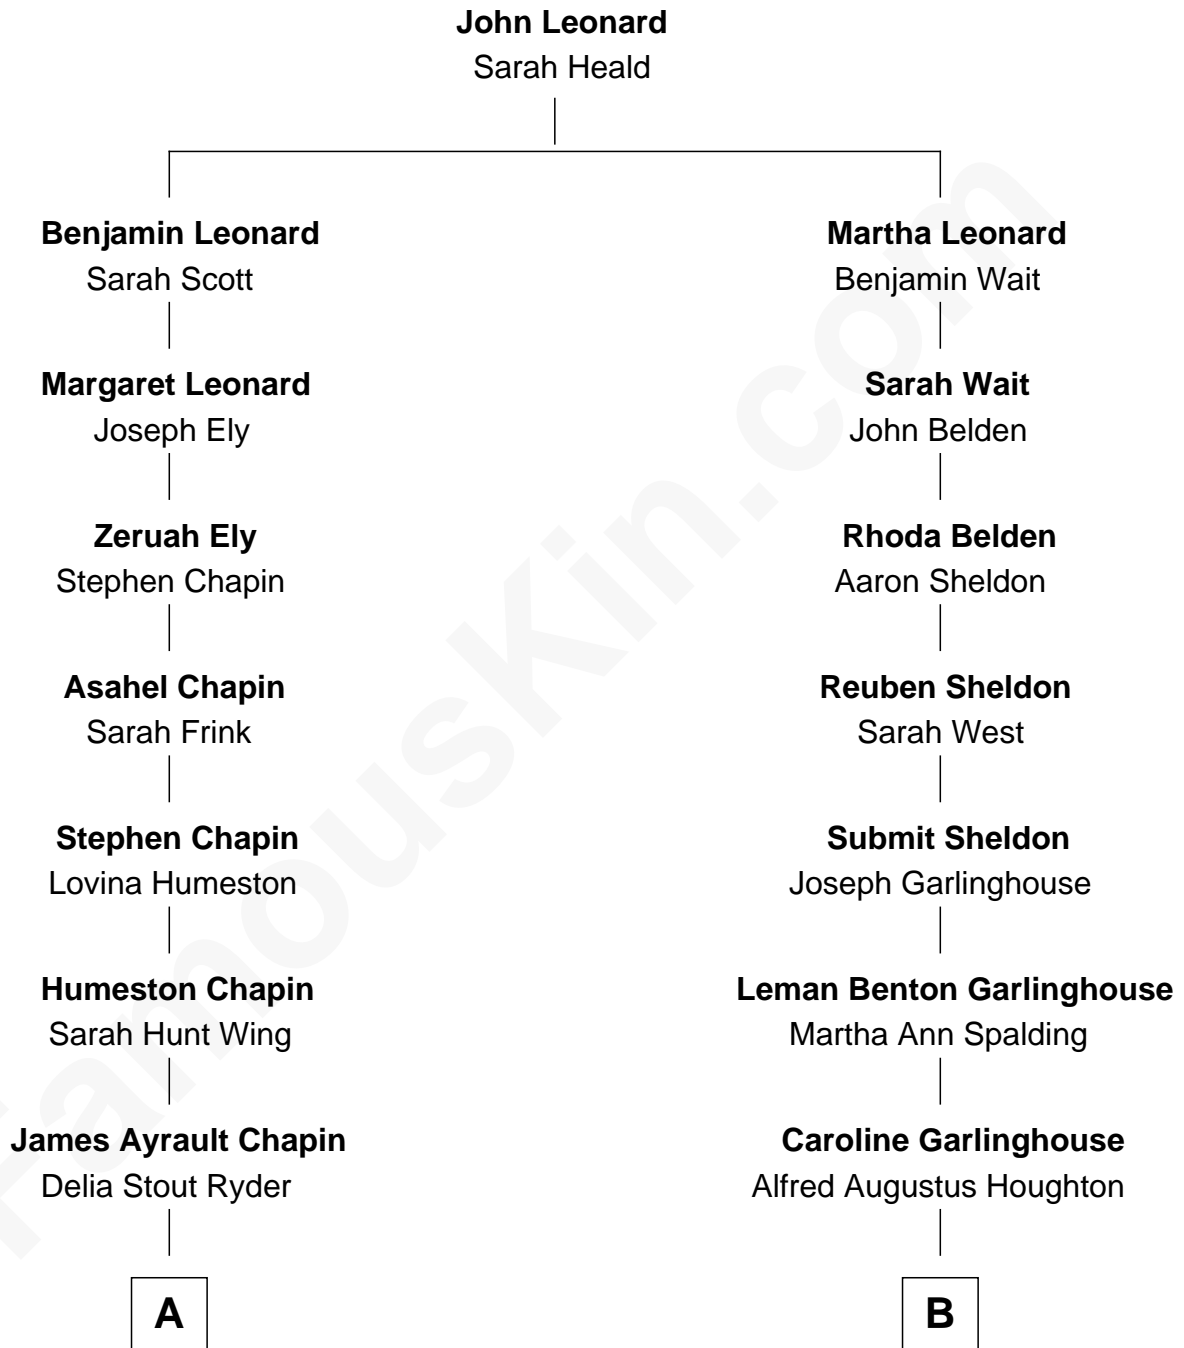 John Leonard
Sarah Heald
Benjamin Leonard
Sarah Scott
Martha Leonard
Benjamin Wait
Margaret Leonard
Joseph Ely
Sarah Wait
John Belden
Zeruah Ely
Stephen Chapin
Rhoda Belden
Aaron Sheldon
Asahel Chapin
Sarah Frink
Reuben Sheldon
Sarah West
Stephen Chapin
Lovina Humeston
Submit Sheldon
Joseph Garlinghouse
Humeston Chapin
Sarah Hunt Wing
Leman Benton Garlinghouse
Martha Ann Spalding
James Ayrault Chapin
Delia Stout Ryder
Caroline Garlinghouse
Alfred Augustus Houghton
A
B
FamousKin.com